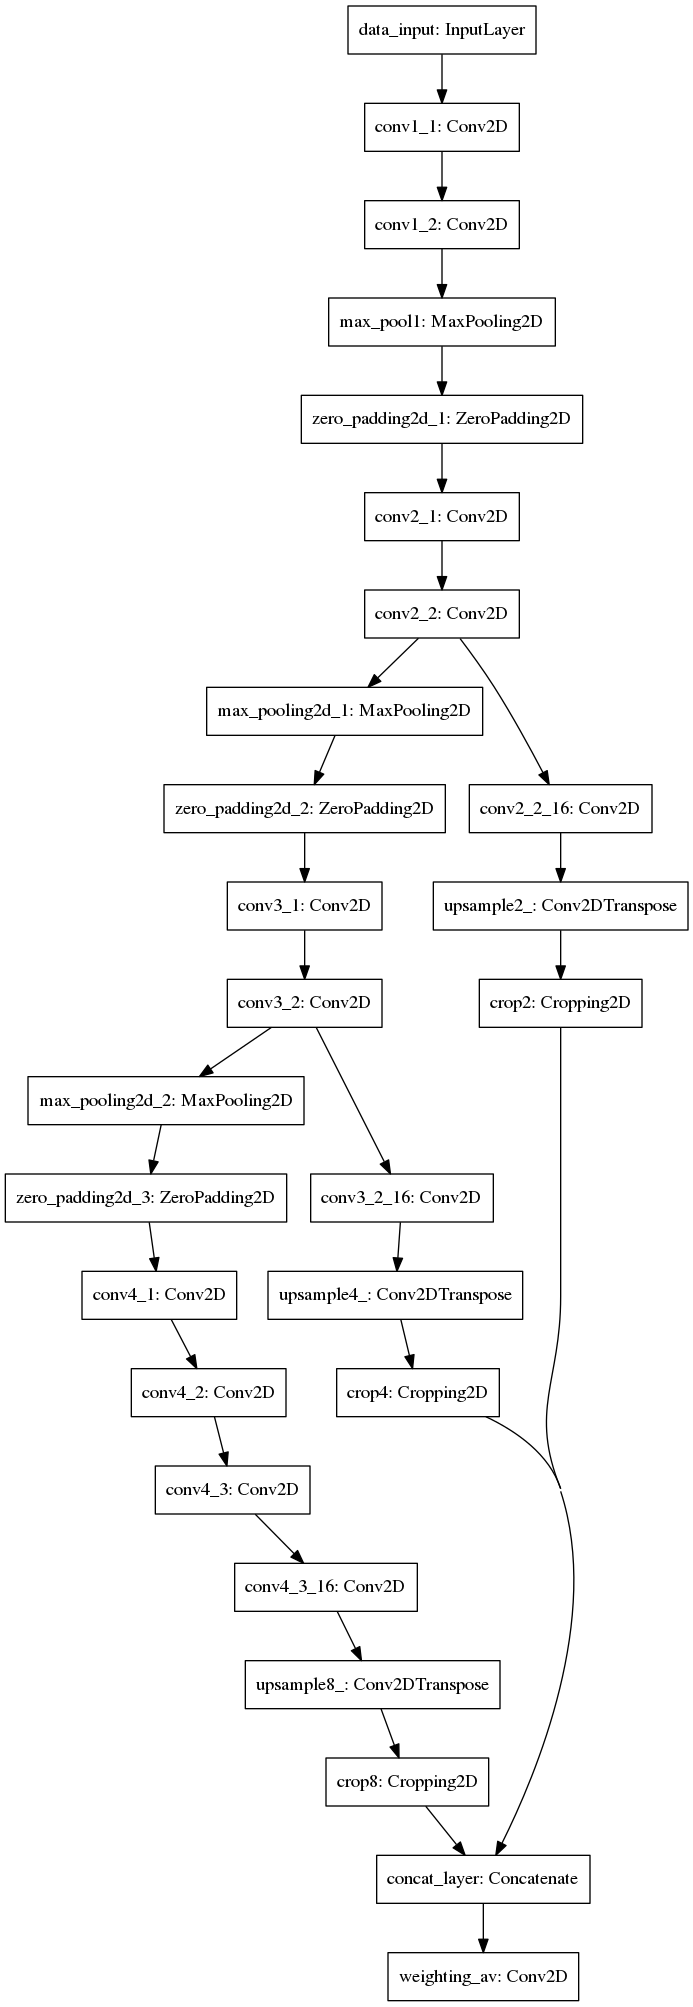 data_input: InputLayer
conv1_1: Conv2D
conv1_2: Conv2D
max_pool1: MaxPooling2D
zero_padding2d_1: ZeroPadding2D
conv2_1: Conv2D
conv2_2: Conv2D
max_pooling2d_1: MaxPooling2D
zero_padding2d_2: ZeroPadding2D
conv2_2_16: Conv2D
conv3_1: Conv2D
upsample2_: Conv2DTranspose
conv3_2: Conv2D
crop2: Cropping2D
max_pooling2d_2: MaxPooling2D
zero_padding2d_3: ZeroPadding2D
conv3_2_16: Conv2D
conv4_1: Conv2D
upsample4_: Conv2DTranspose
conv4_2: Conv2D
crop4: Cropping2D
conv4_3: Conv2D
conv4_3_16: Conv2D
upsample8_: Conv2DTranspose
crop8: Cropping2D
concat_layer: Concatenate
weighting_av: Conv2D